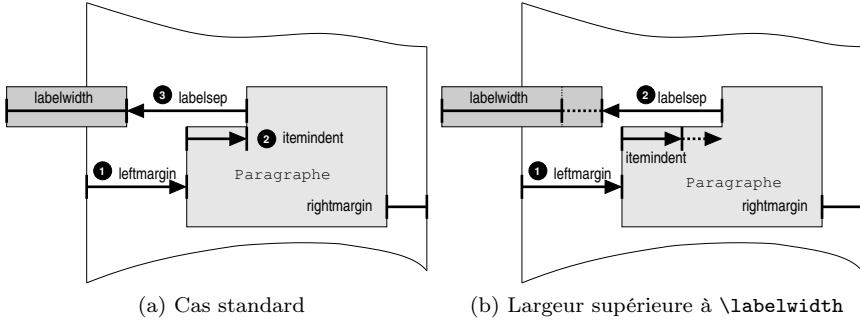 labelwidth
3 labelsep
2 itemindent
1 leftmargin
Paragraphe
rightmargin
(a) Cas standard
labelwidth
2 labelsep
itemindent
1 leftmargin
Paragraphe
rightmargin
(b) Largeur supérieure à \labelwidth